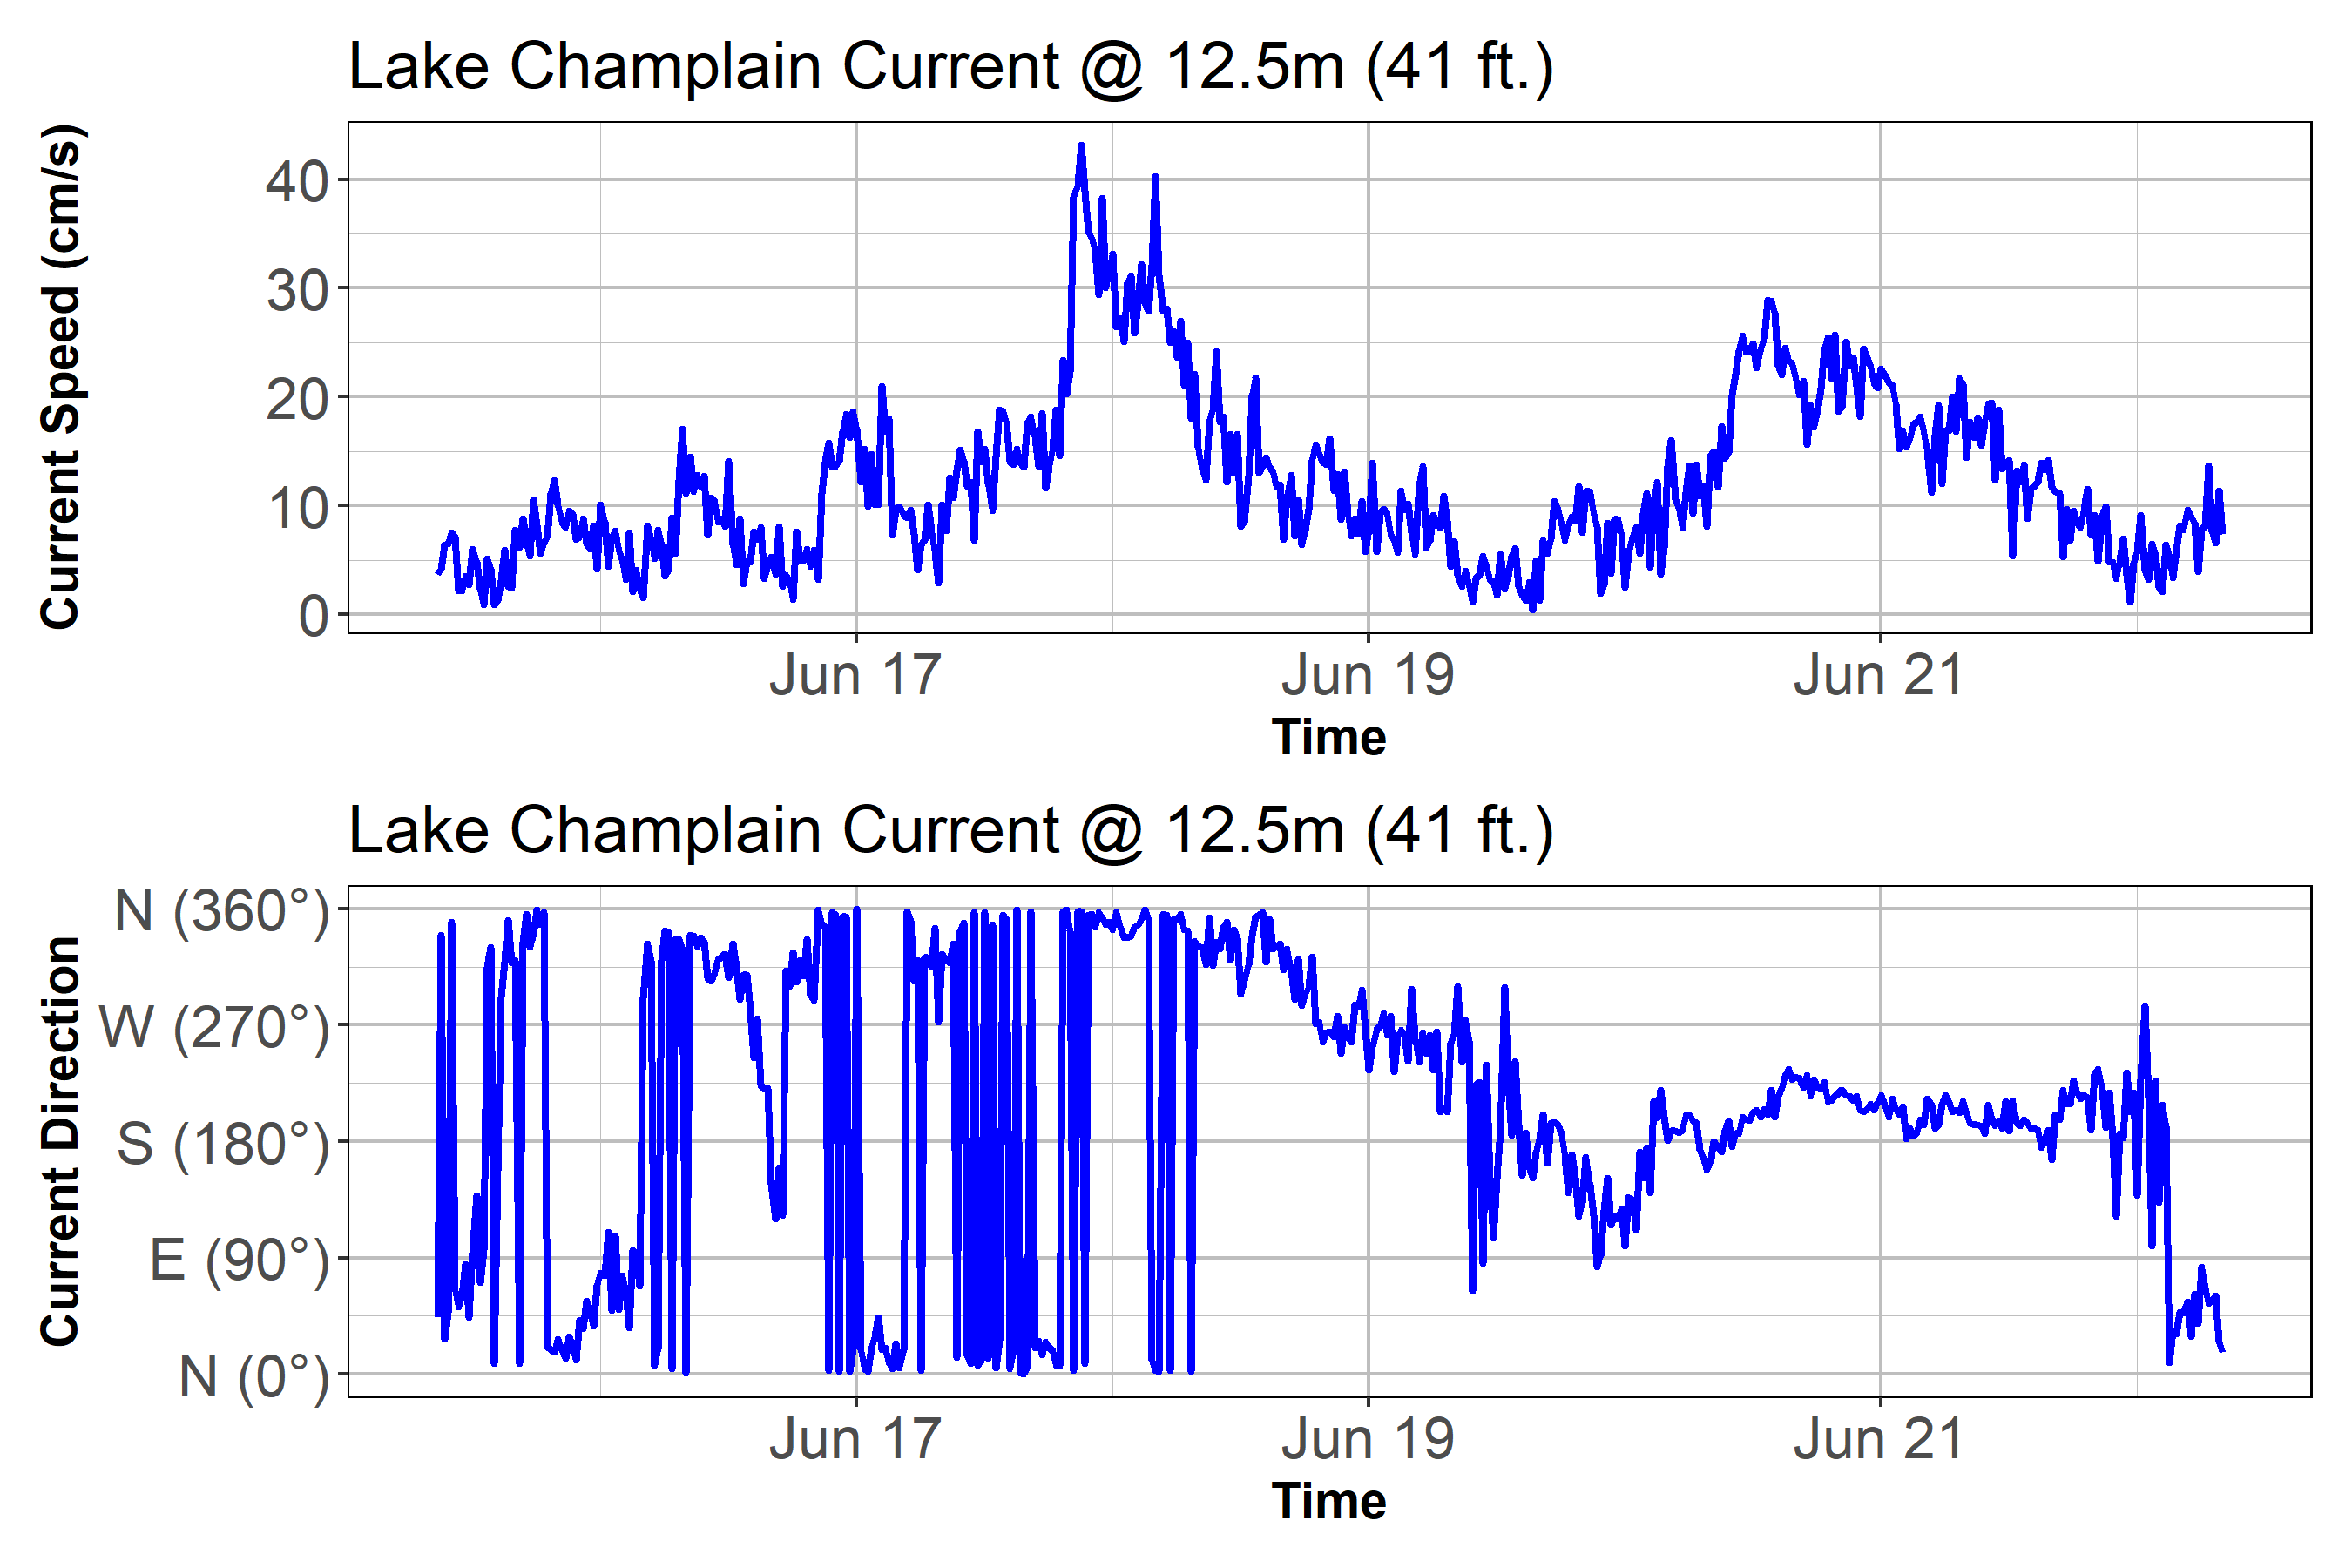 Lake Champlain Current @ 12.5m (41 ft.)
Current Speed (cm/s)
40
30
20
10
0
Jun 17
Jun 19
Jun 21
Time
Lake Champlain Current @ 12.5m (41 ft.)
Current Direction
N (360°)
W (270°)
S (180°)
E (90°)
N (0°)
Jun 17
Jun 19
Jun 21
Time